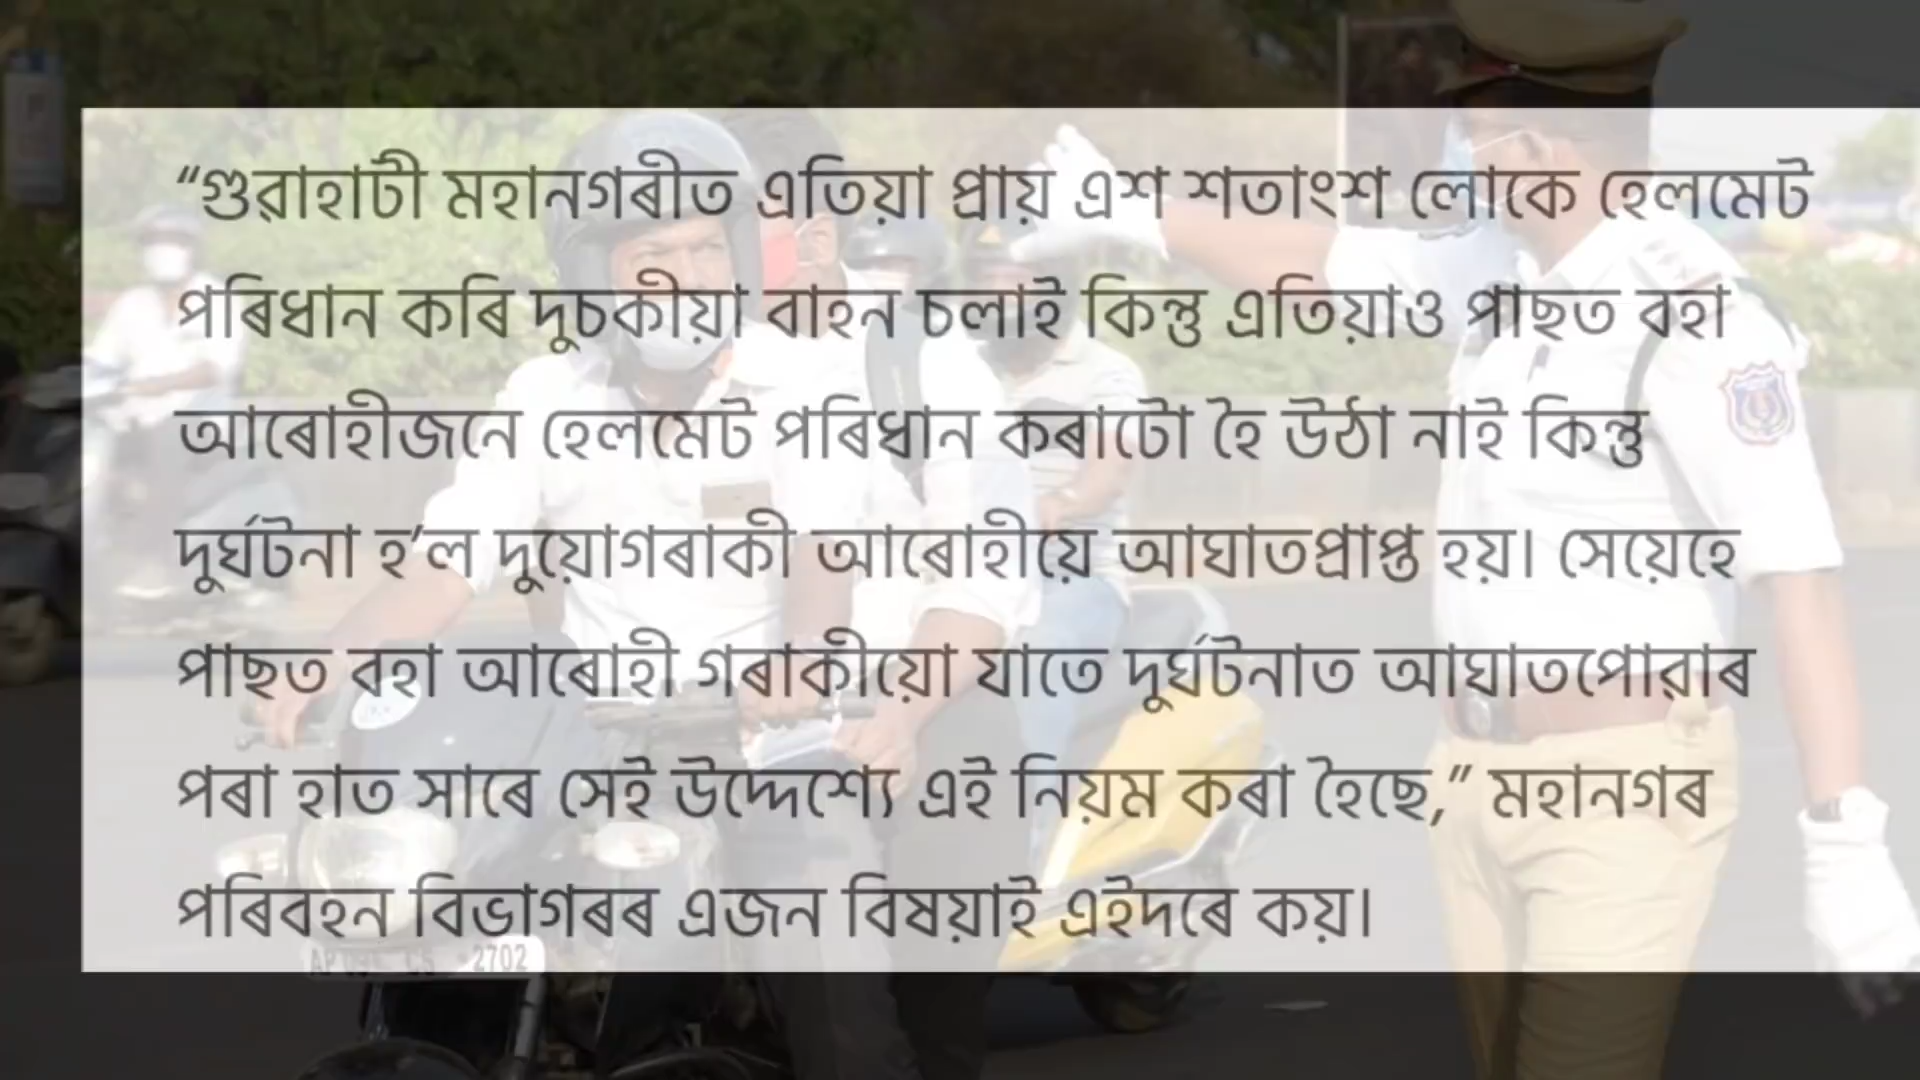 “গুৱাহাটী মহানগৰীত এতিয়া প্ৰায় এশ শতাংশ লোকে হেলমেট
পৰিধান কৰি দুচকীয়া বাহন চলাই কিন্তু এতিয়াও পাছত বহা
আৰোহীজনে হেলমেট পৰিধান কৰাটো হৈ উঠা নাই কিন্তু
দুৰ্ঘটনা হ’ল দুয়োগৰাকী আৰোহীয়ে আঘাতপ্ৰাপ্ত হয়। সেয়েহে
পাছত বহা আৰোহী গৰাকীয়ো যাতে দুৰ্ঘটনাত আঘাতপোৱাৰ
পৰা হাত সাৰে সেই উদ্দেশ্যে এই নিয়ম কৰা হৈছে,” মহানগৰ
পৰিবহন বিভাগৰৰ এজন বিষয়াই এইদৰে কয়।
2702